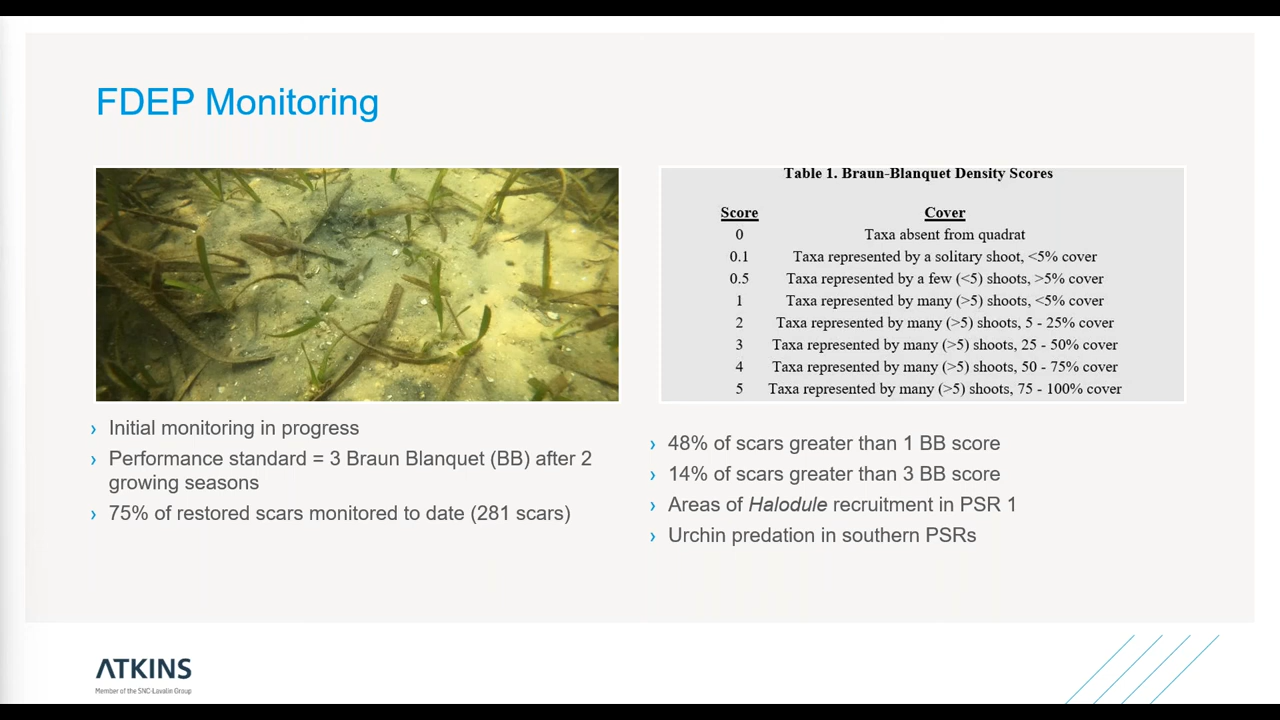 FDEP Monitoring
Table 1. Braun-Blanquet Density Scores
Score Cover
0 Taxa absent from quadrat
0.1 Taxa represented by a solitary shoot, <5% cover
0.5 Taxa represented by a few (<5) shoots, >5% cover
1 Taxa represented by many (>5) shoots, <5% cover
2 Taxa represented by many (>5) shoots, 5 - 25% cover
3 Taxa represented by many (>5) shoots, 25 - 50% cover
4 Taxa represented by many (>5) shoots, 50 - 75% cover
5 Taxa represented by many (>5) shoots, 75 - 100% cover
› Initial monitoring in progress
› Performance standard = 3 Braun Blanquet (BB) after 2
growing seasons
› 75% of restored scars monitored to date (281 scars)
› 48% of scars greater than 1 BB score
› 14% of scars greater than 3 BB score
› Areas of Halodule recruitment in PSR 1
› Urchin predation in southern PSRs
ATKINS
Member of the SNC-Lavalin Group